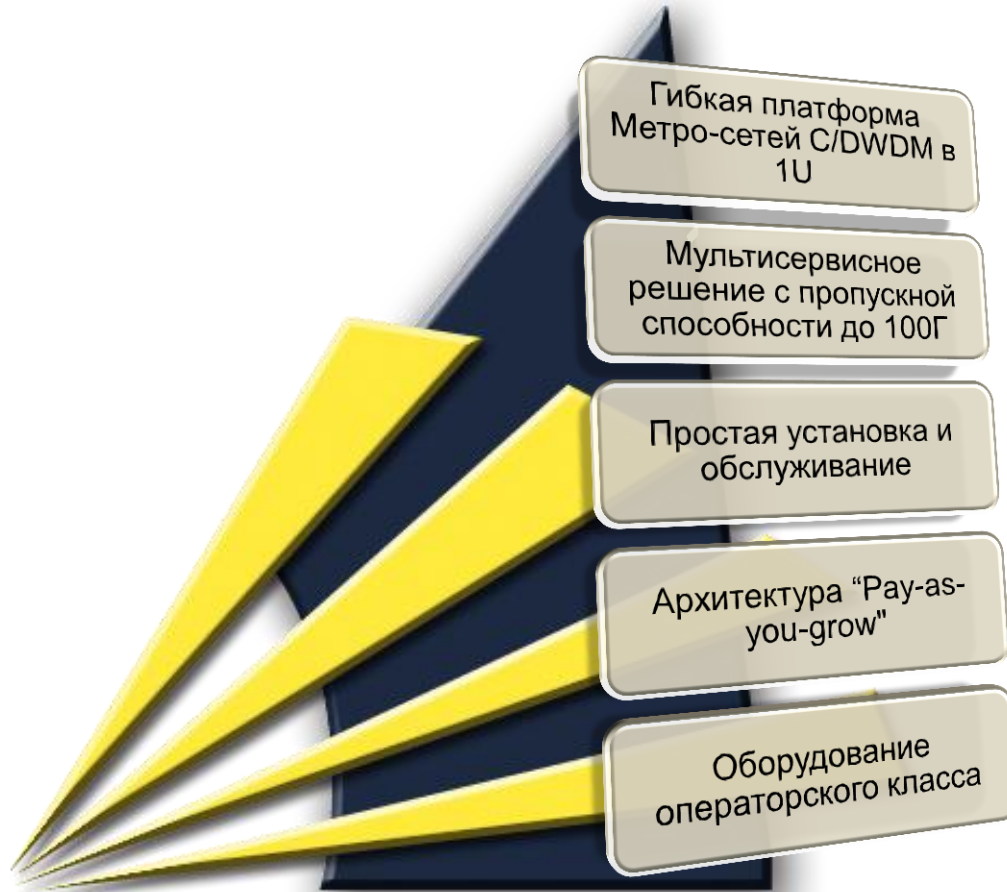 Гибкая платформа
Метро-сетей C/DWDM в
1U
Мультисервисное
решение с пропускной
способности до 100Г
Простая установка и
обслуживание
Архитектура “Pay-as-
you-grow"
Оборудование
операторского класса